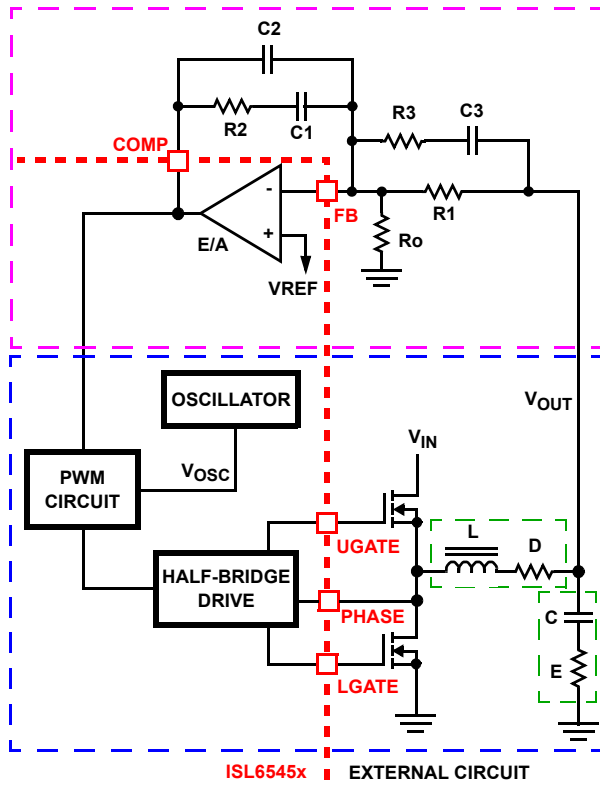 C2
R2
C1
R3
C3
COMP
-
+
E/A
FB
R1
Ro
VREF
OSCILLATOR
VOUT
VIN
PWM
CIRCUIT
VOSC
UGATE
L
D
HALF-BRIDGE
DRIVE
PHASE
C
LGATE
E
ISL6545x
EXTERNAL CIRCUIT